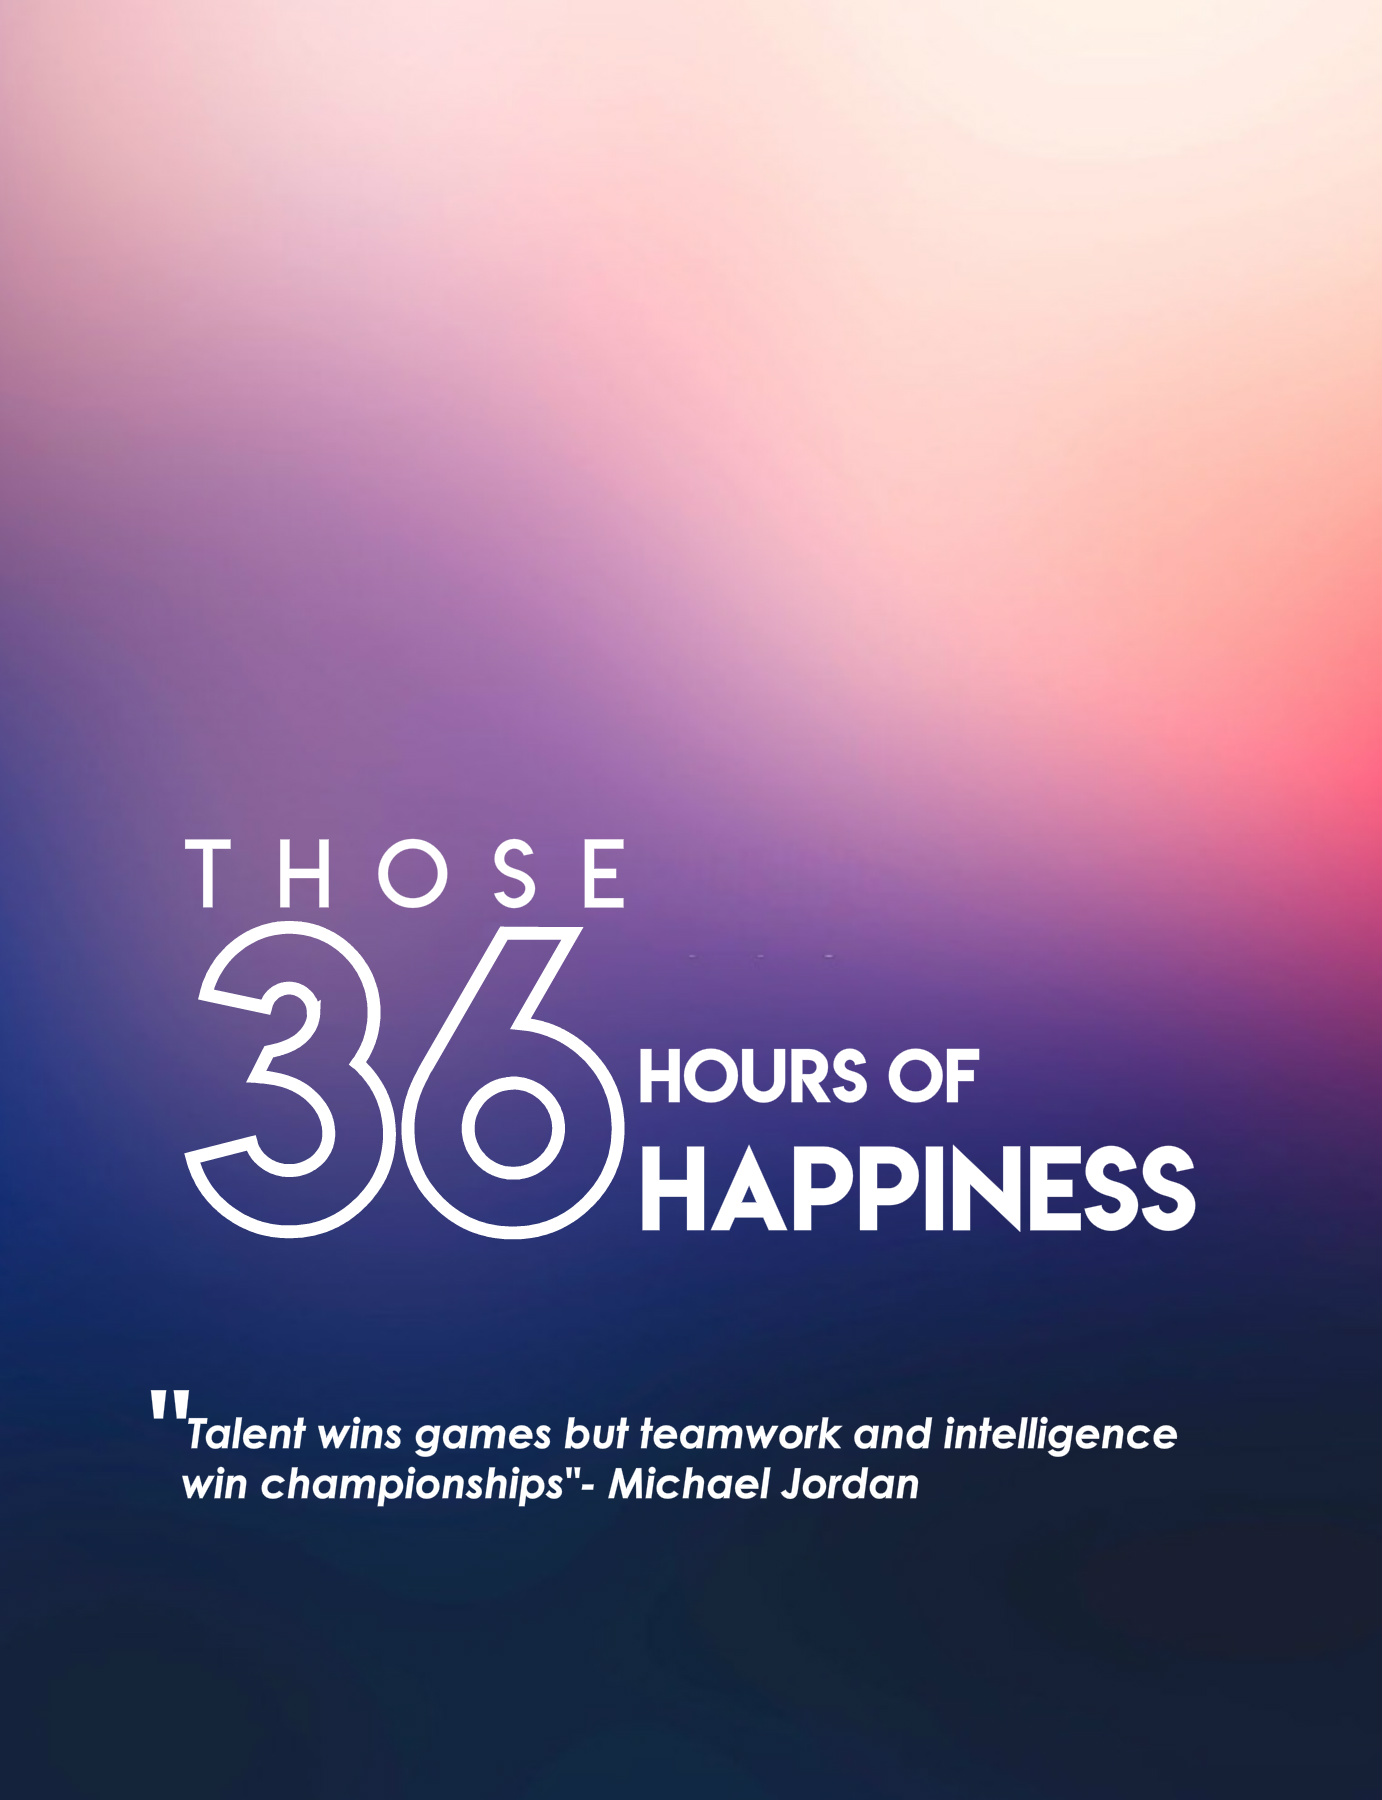 THOSE
36 HOURS OF
HAPPINESS
"Talent wins games but teamwork and intelligence
win championships"- Michael Jordan